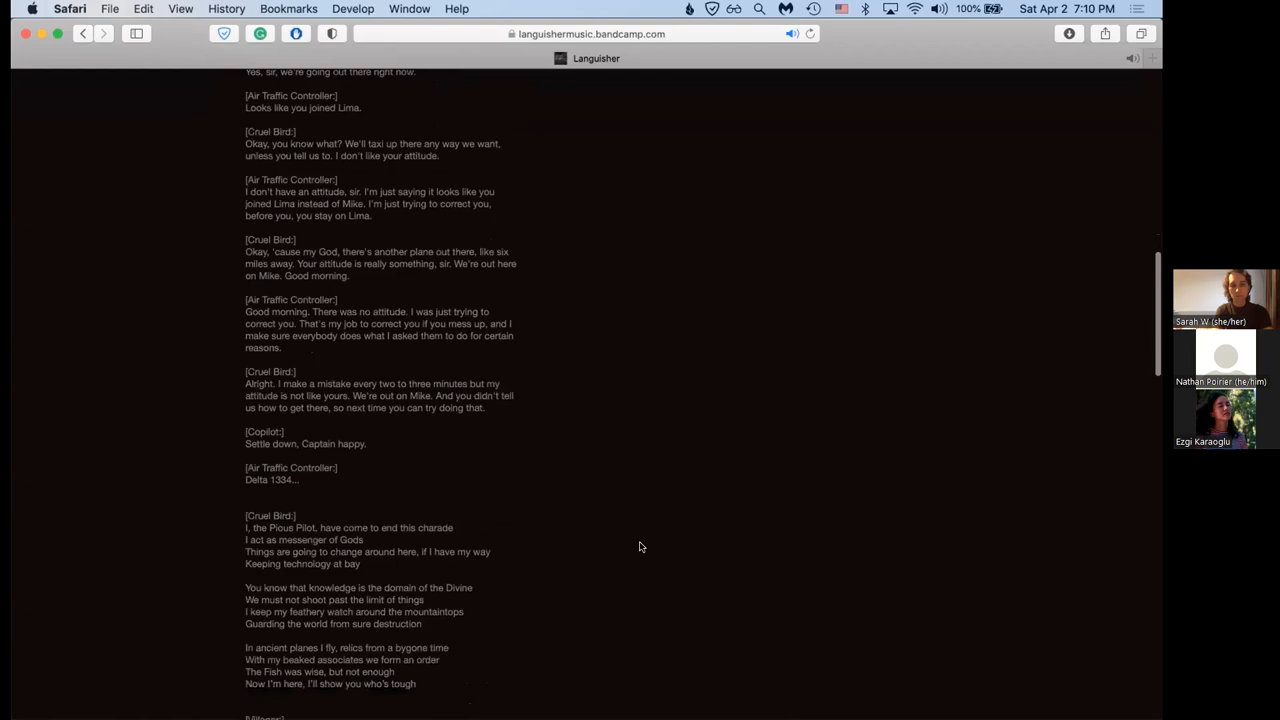 Safari File Edit View History Bookmarks Develop Window Help
100% Sat Apr 2 7:10 PM
languishermusic.bandcamp.com
Languisher
Yes, sir, we're going out there right now.
[Air Traffic Controller:]
Looks like you joined Lima.
[Cruel Bird:]
Okay, you know what? We'll taxi up there any way we want,
unless you tell us to. I don't like your attitude.
[Air Traffic Controller:]
I don't have an attitude, sir. I'm just saying it looks like you
joined Lima instead of Mike. I'm just trying to correct you,
before you, you stay on Lima.
[Cruel Bird:]
Okay, 'cause my God, there's another plane out there, like six
miles away. Your attitude is really something, sir. We're out here
on Mike. Good morning.
[Air Traffic Controller:]
Good morning. There was no attitude. I was just trying to
correct you. That's my job to correct you if you mess up, and I
make sure everybody does what I asked them to do for certain
reasons.
[Cruel Bird:]
Alright. I make a mistake every two to three minutes but my
attitude is not like yours. We're out on Mike. And you didn't tell
us how to get there, so next time you can try doing that.
[Copilot:]
Settle down, Captain happy.
[Air Traffic Controller:]
Delta 1334...
[Cruel Bird:]
I, the Pious Pilot, have come to end this charade
I act as messenger of Gods
Things are going to change around here, if I have my way
Keeping technology at bay
You know that knowledge is the domain of the Divine
We must not shoot past the limit of things
I keep my feathery watch around the mountaintops
Guarding the world from sure destruction
In ancient planes I fly, relics from a bygone time
With my beaked associates we form an order
The Fish was wise, but not enough
Now I'm here, I'll show you who's tough
Sarah W (she/her)
Nathan Poirier (he/him)
Ezgi Karaoglu